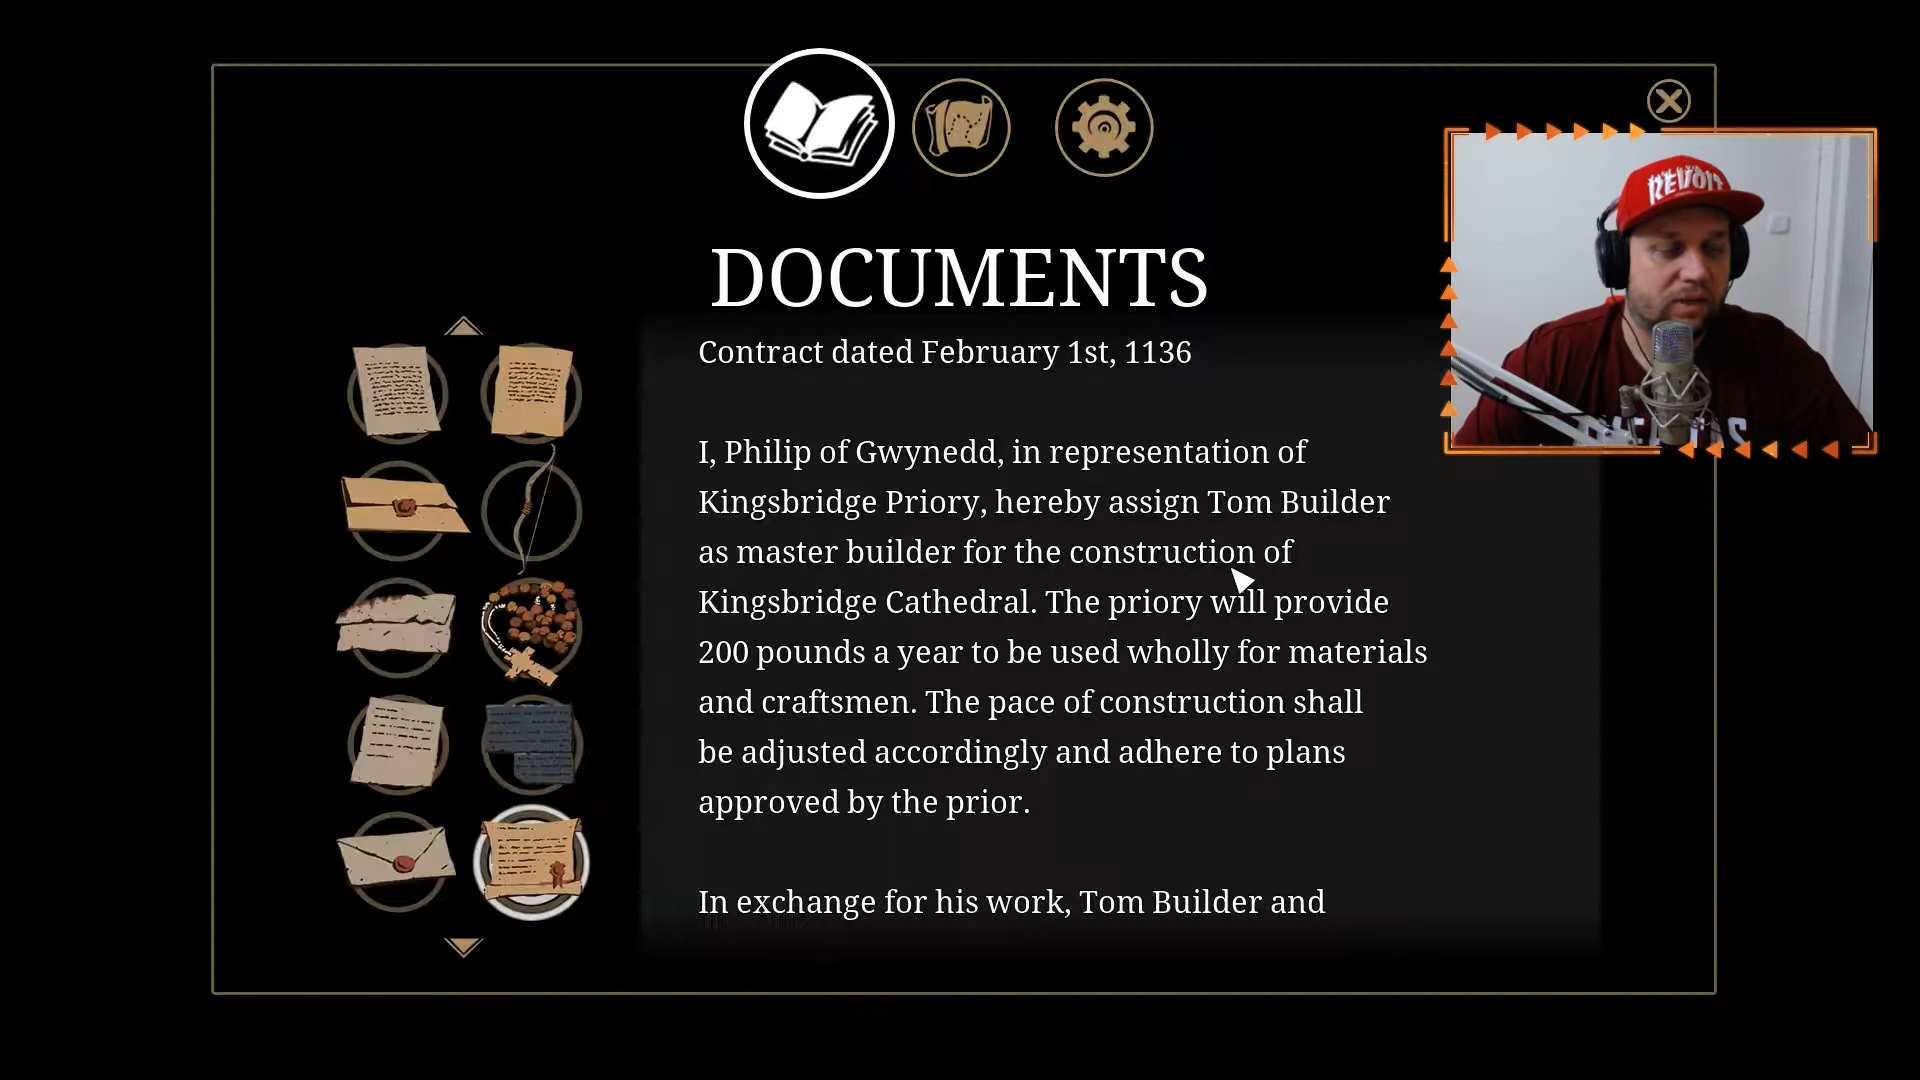 DOCUMENTS
Contract dated February 1st, 1136
I, Philip of Gwynedd, in representation of
Kingsbridge Priory, hereby assign Tom Builder
as master builder for the construction of
Kingsbridge Cathedral. The priory will provide
200 pounds a year to be used wholly for materials
and craftsmen. The pace of construction shall
be adjusted accordingly and adhere to plans
approved by the prior.
In exchange for his work, Tom Builder and
REVOLT